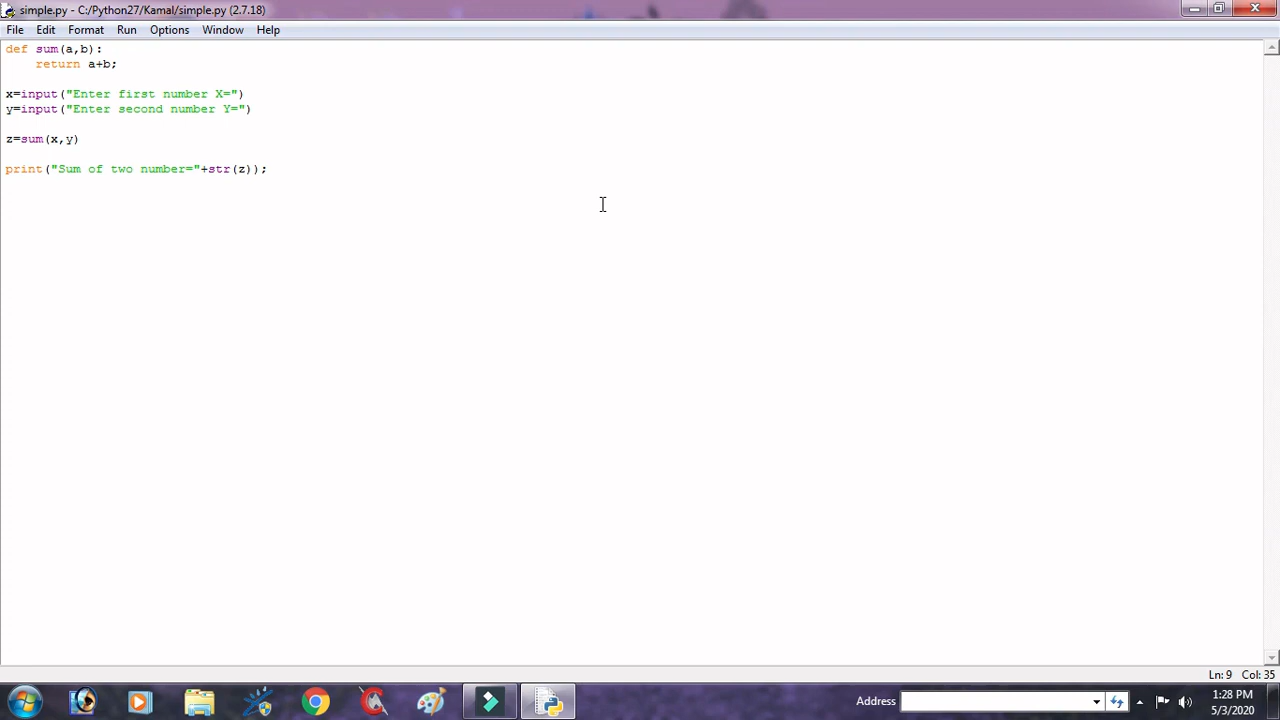 simple.py - C:/Python27/Kamal/simple.py (2.7.18)
File Edit Format Run Options Window Help
def sum(a,b):
    return a+b;
x=input("Enter first number X=")
y=input("Enter second number Y=")
z=sum(x,y)
print("Sum of two number="+str(z));
Ln: 9 Col: 35
Address
1:28 PM
5/3/2020